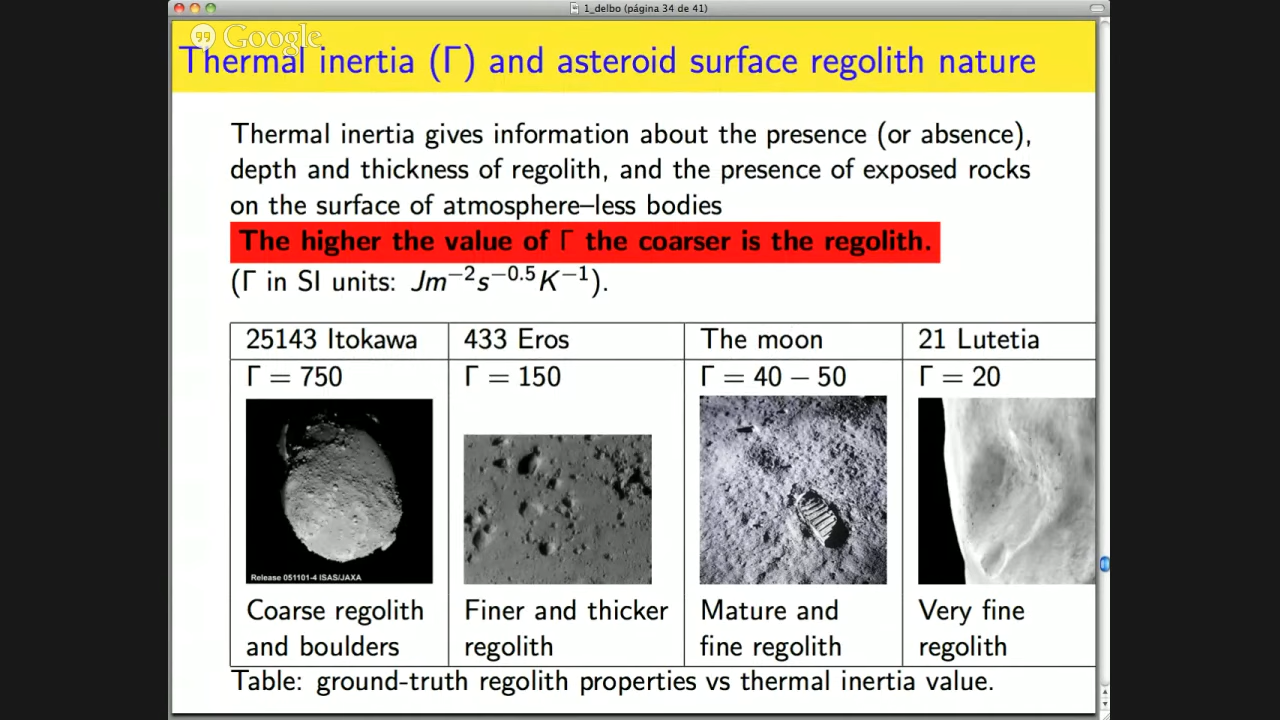 1_delbo (página 34 de 41)
Google
Thermal inertia (Γ) and asteroid surface regolith nature
Thermal inertia gives information about the presence (or absence),
depth and thickness of regolith, and the presence of exposed rocks
on the surface of atmosphere–less bodies
The higher the value of Γ the coarser is the regolith.
(Γ in SI units: Jm⁻²s⁻⁰·⁵K⁻¹).
25143 Itokawa 433 Eros The moon 21 Lutetia
Γ = 750 Γ = 150 Γ = 40 − 50 Γ = 20
Release 051101-4 ISAS/JAXA
Coarse regolith Finer and thicker Mature and Very fine
and boulders regolith fine regolith regolith
Table: ground-truth regolith properties vs thermal inertia value.